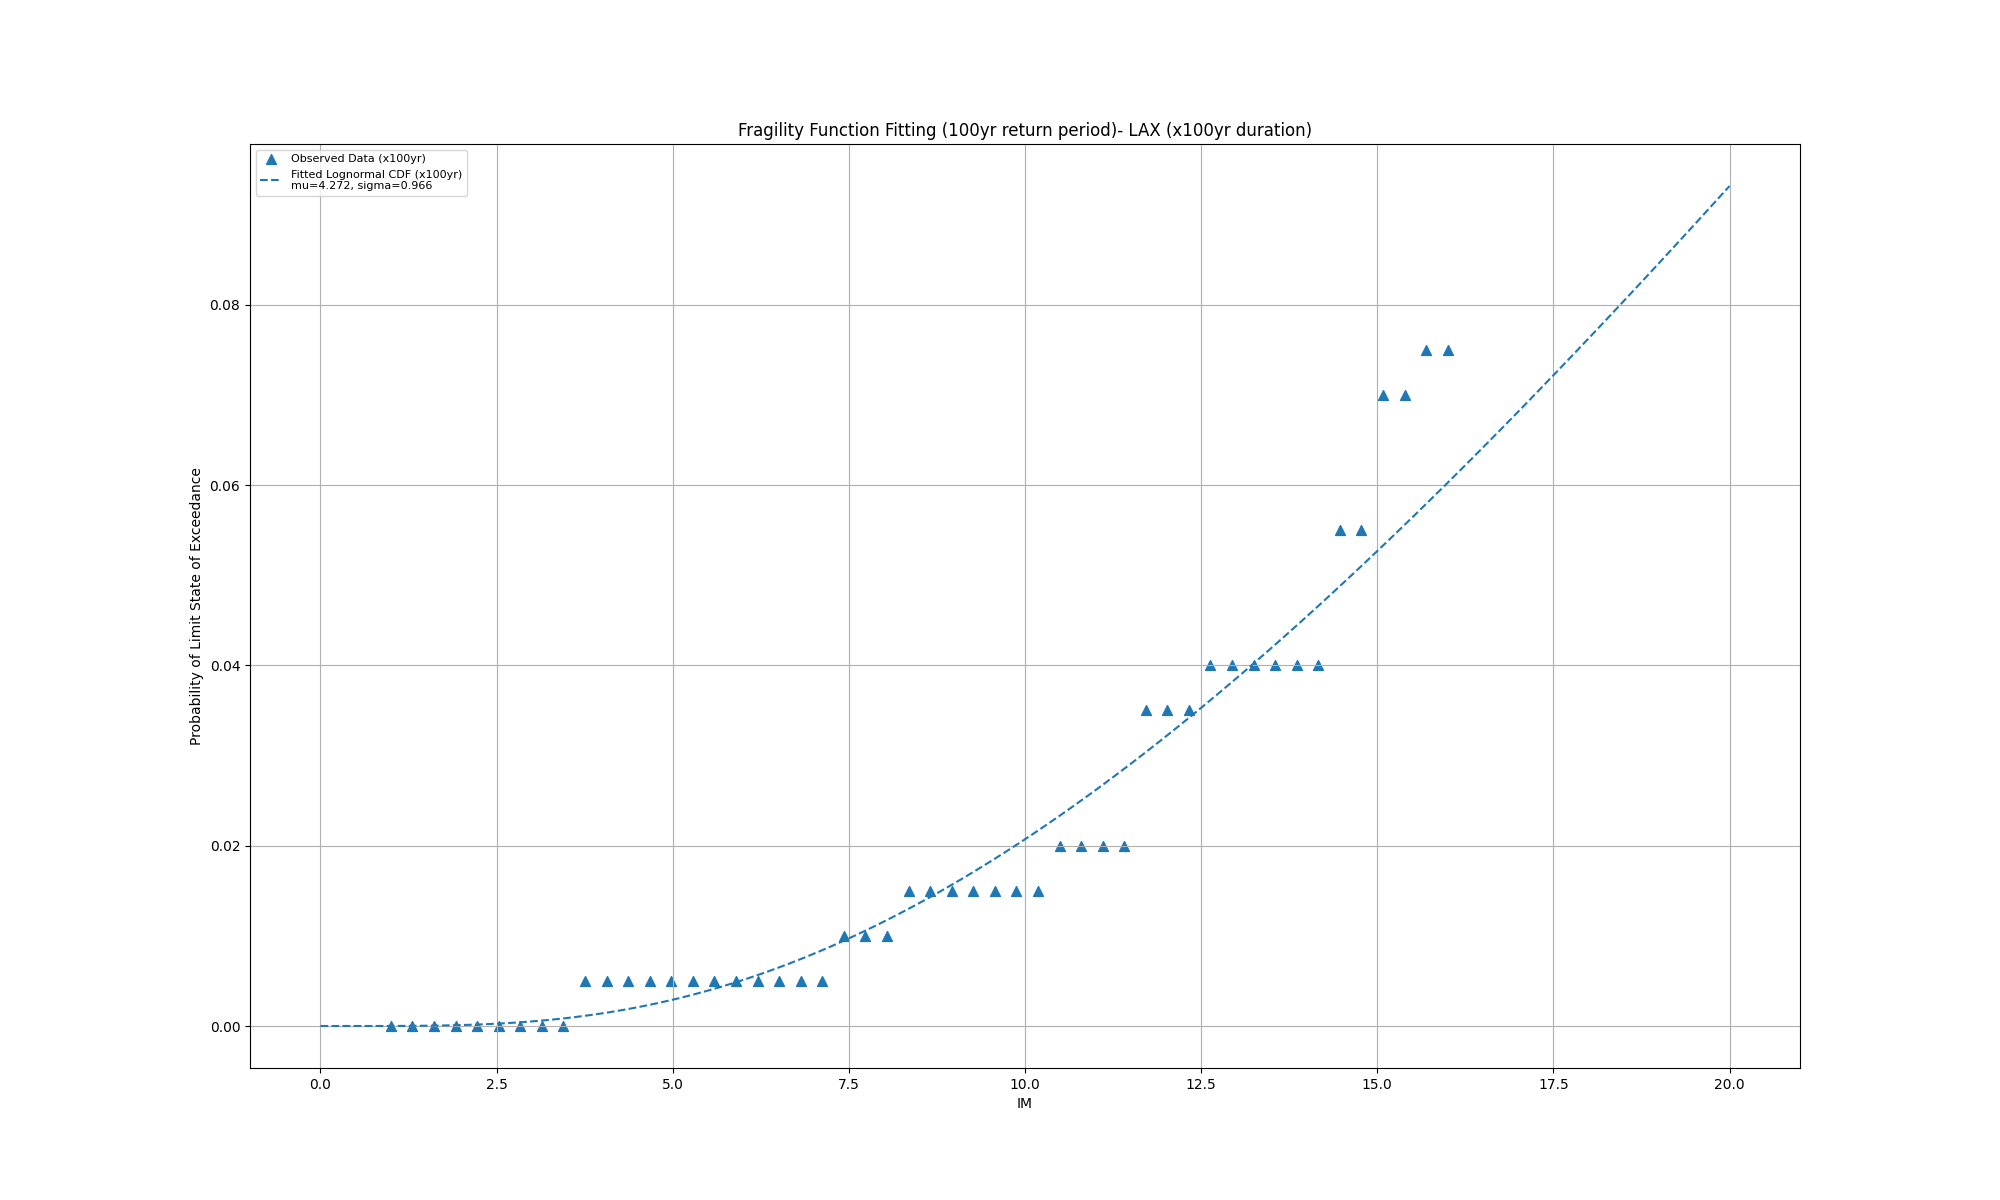 Fragility Function Fitting (100yr return period)- LAX (x100yr duration)
Observed Data (x100yr)
Fitted Lognormal CDF (x100yr)
mu=4.272, sigma=0.966
Probability of Limit State of Exceedance
0.08
0.06
0.04
0.02
0.00
0.0 2.5 5.0 7.5 10.0 12.5 15.0 17.5 20.0
IM